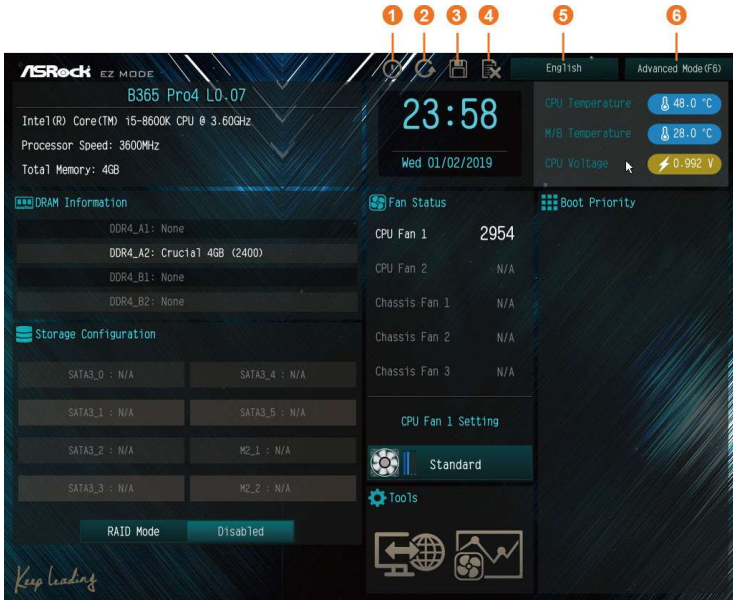 1 2 3 4 5 6
ASRock EZ MODE
English
Advanced Mode(F6)
B365 Pro4 L0.07
Intel(R) Core(TM) i5-8600K CPU @ 3.60GHz
Processor Speed: 3600MHz
Total Memory: 4GB
23:58
Wed 01/02/2019
CPU Temperature 48.0 °C
M/B Temperature 28.0 °C
CPU Voltage 0.992 V
DRAM Information
DDR4_A1: None
DDR4_A2: Crucial 4GB (2400)
DDR4_B1: None
DDR4_B2: None
Storage Configuration
SATA3_0 : N/A SATA3_4 : N/A
SATA3_1 : N/A SATA3_5 : N/A
SATA3_2 : N/A M2_1 : N/A
SATA3_3 : N/A M2_2 : N/A
RAID Mode Disabled
Keep Leading
Fan Status
CPU Fan 1 2954
CPU Fan 2 N/A
Chassis Fan 1 N/A
Chassis Fan 2 N/A
Chassis Fan 3 N/A
CPU Fan 1 Setting
Standard
Tools
Boot Priority